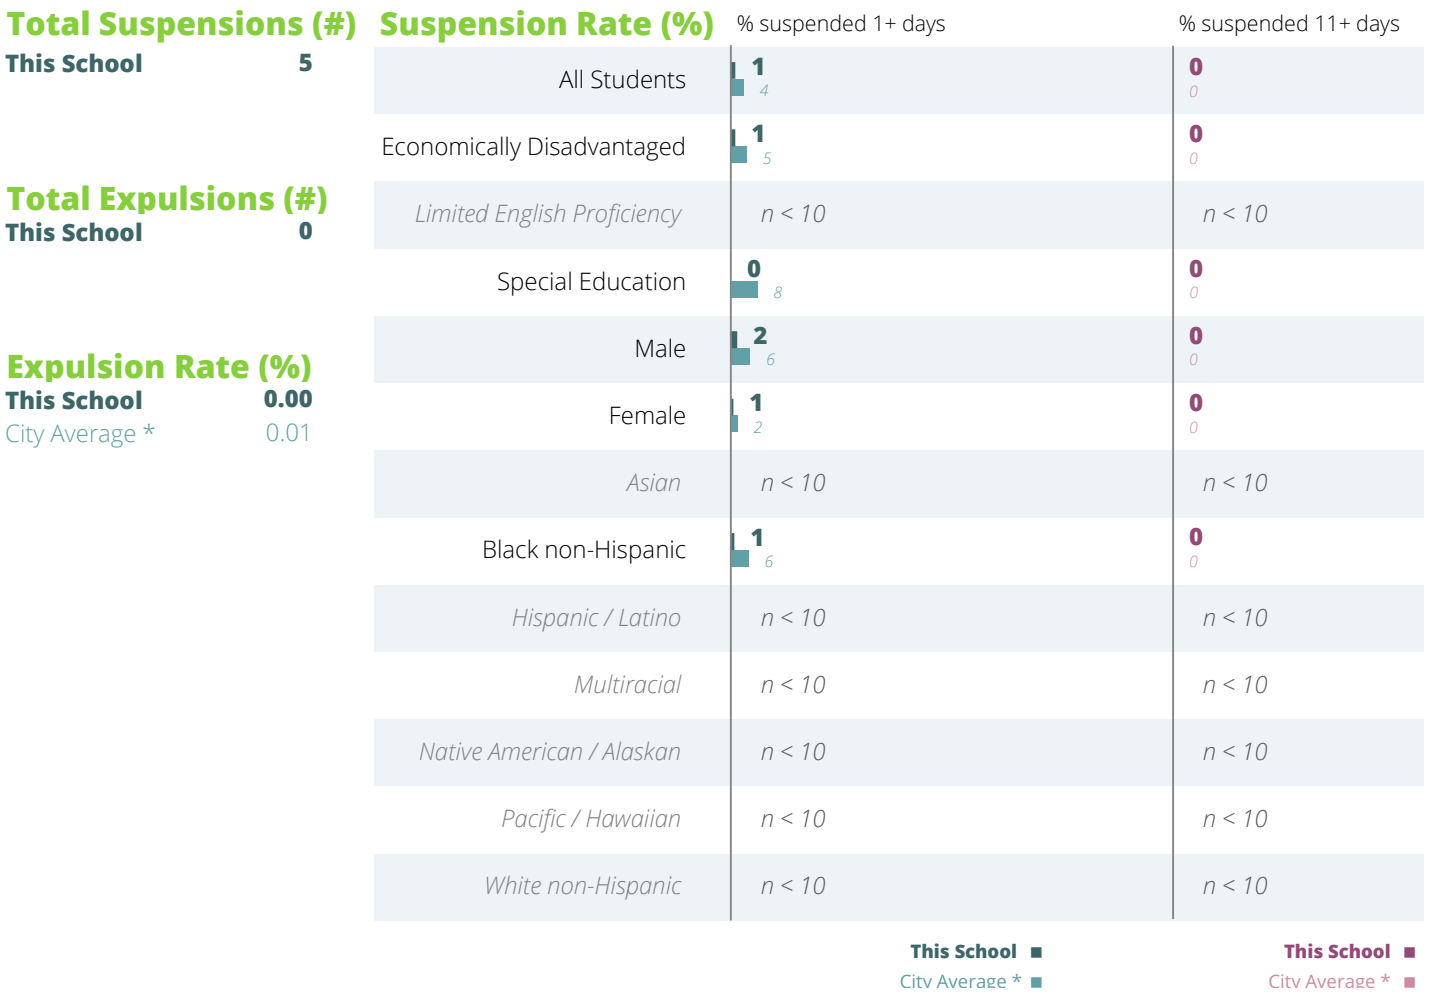 Total Suspensions (#)
This School 5
Total Expulsions (#)
This School 0
Expulsion Rate (%)
This School 0.00
City Average * 0.01
Suspension Rate (%) % suspended 1+ days % suspended 11+ days
All Students 1 0
4 0
Economically Disadvantaged 1 0
5 0
Limited English Proficiency n < 10 n < 10
Special Education 0 0
8 0
Male 2 0
6 0
Female 1 0
2 0
Asian n < 10 n < 10
Black non-Hispanic 1 0
6 0
Hispanic / Latino n < 10 n < 10
Multiracial n < 10 n < 10
Native American / Alaskan n < 10 n < 10
Pacific / Hawaiian n < 10 n < 10
White non-Hispanic n < 10 n < 10
This School This School
City Average * City Average *